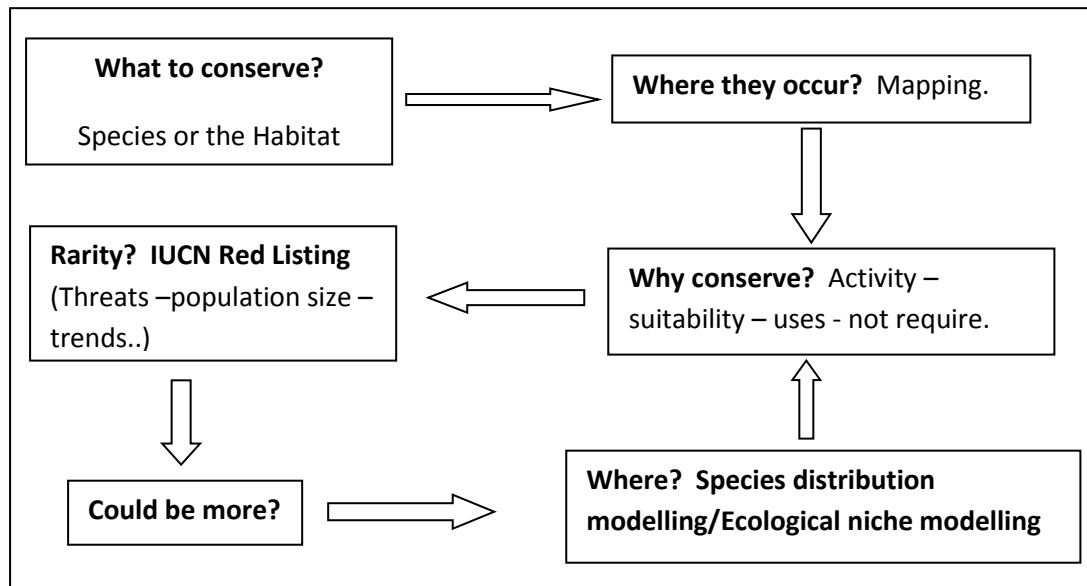 What to conserve?
Species or the Habitat
Where they occur? Mapping.
Why conserve? Activity –
suitability – uses - not require.
Rarity? IUCN Red Listing
(Threats –population size –
trends..)
Could be more?
Where? Species distribution
modelling/Ecological niche modelling